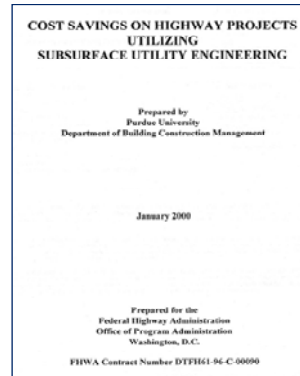 COST SAVINGS ON HIGHWAY PROJECTS
UTILIZING
SUBSURFACE UTILITY ENGINEERING
Prepared by
Purdue University
Department of Building Construction Management
January 2000
Prepared for the
Federal Highway Administration
Office of Program Administration
Washington, D.C.
FHWA Contract Number DTFH61-96-C-00090